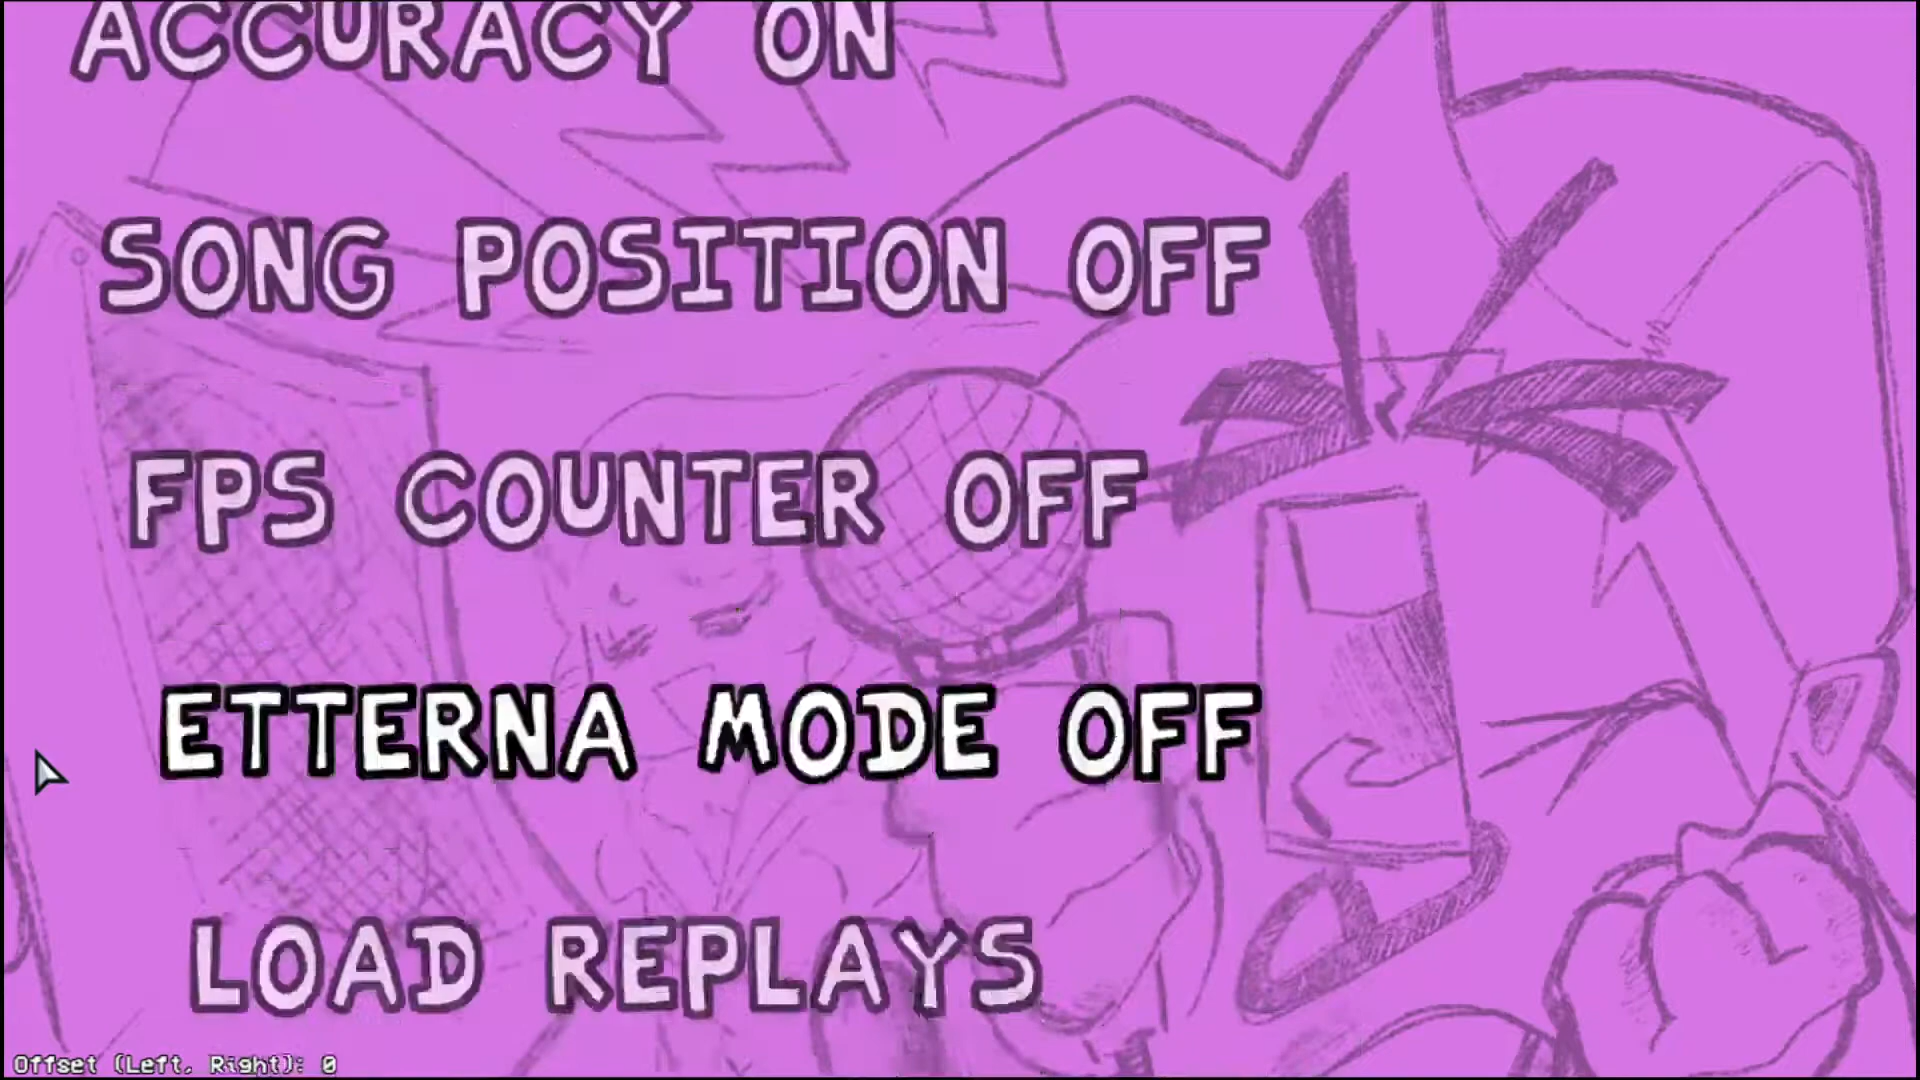 ACCURACY ON
SONG POSITION OFF
FPS COUNTER OFF
ETTERNA MODE OFF
LOAD REPLAYS
Offset (Left, Right): 0